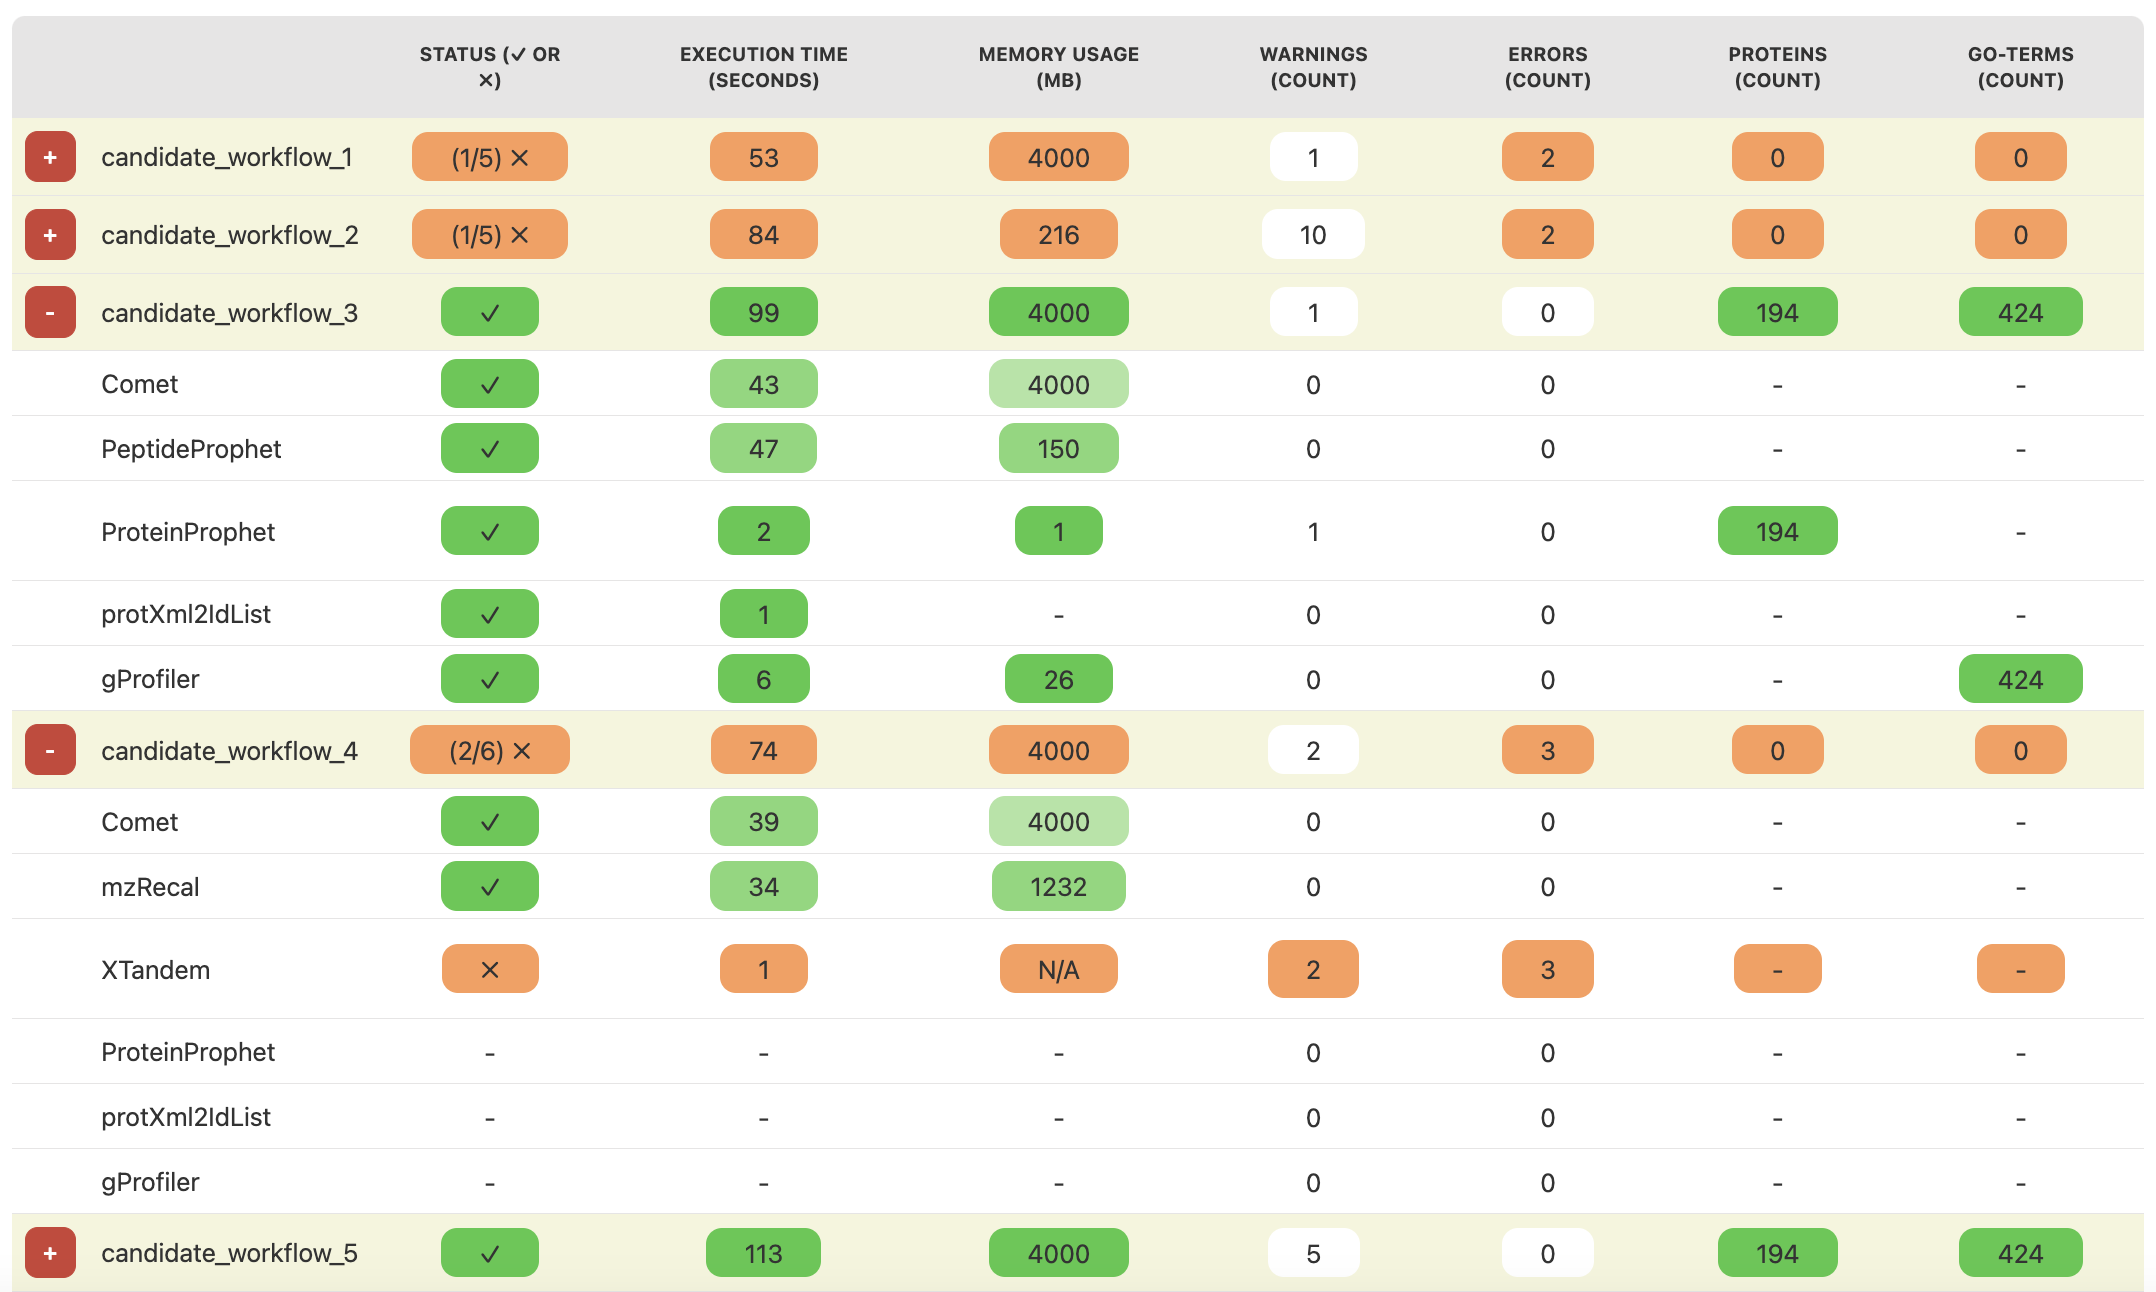 STATUS (✓ OR ✕) EXECUTION TIME (SECONDS) MEMORY USAGE (MB) WARNINGS (COUNT) ERRORS (COUNT) PROTEINS (COUNT) GO-TERMS (COUNT)
+ candidate_workflow_1 (1/5) ✕ 53 4000 1 2 0 0
+ candidate_workflow_2 (1/5) ✕ 84 216 10 2 0 0
- candidate_workflow_3 ✓ 99 4000 1 0 194 424
Comet ✓ 43 4000 0 0 - -
PeptideProphet ✓ 47 150 0 0 - -
ProteinProphet ✓ 2 1 1 0 194 -
protXml2IdList ✓ 1 - 0 0 - -
gProfiler ✓ 6 26 0 0 - 424
- candidate_workflow_4 (2/6) ✕ 74 4000 2 3 0 0
Comet ✓ 39 4000 0 0 - -
mzRecal ✓ 34 1232 0 0 - -
XTandem ✕ 1 N/A 2 3 - -
ProteinProphet - - - 0 0 - -
protXml2IdList - - - 0 0 - -
gProfiler - - - 0 0 - -
+ candidate_workflow_5 ✓ 113 4000 5 0 194 424